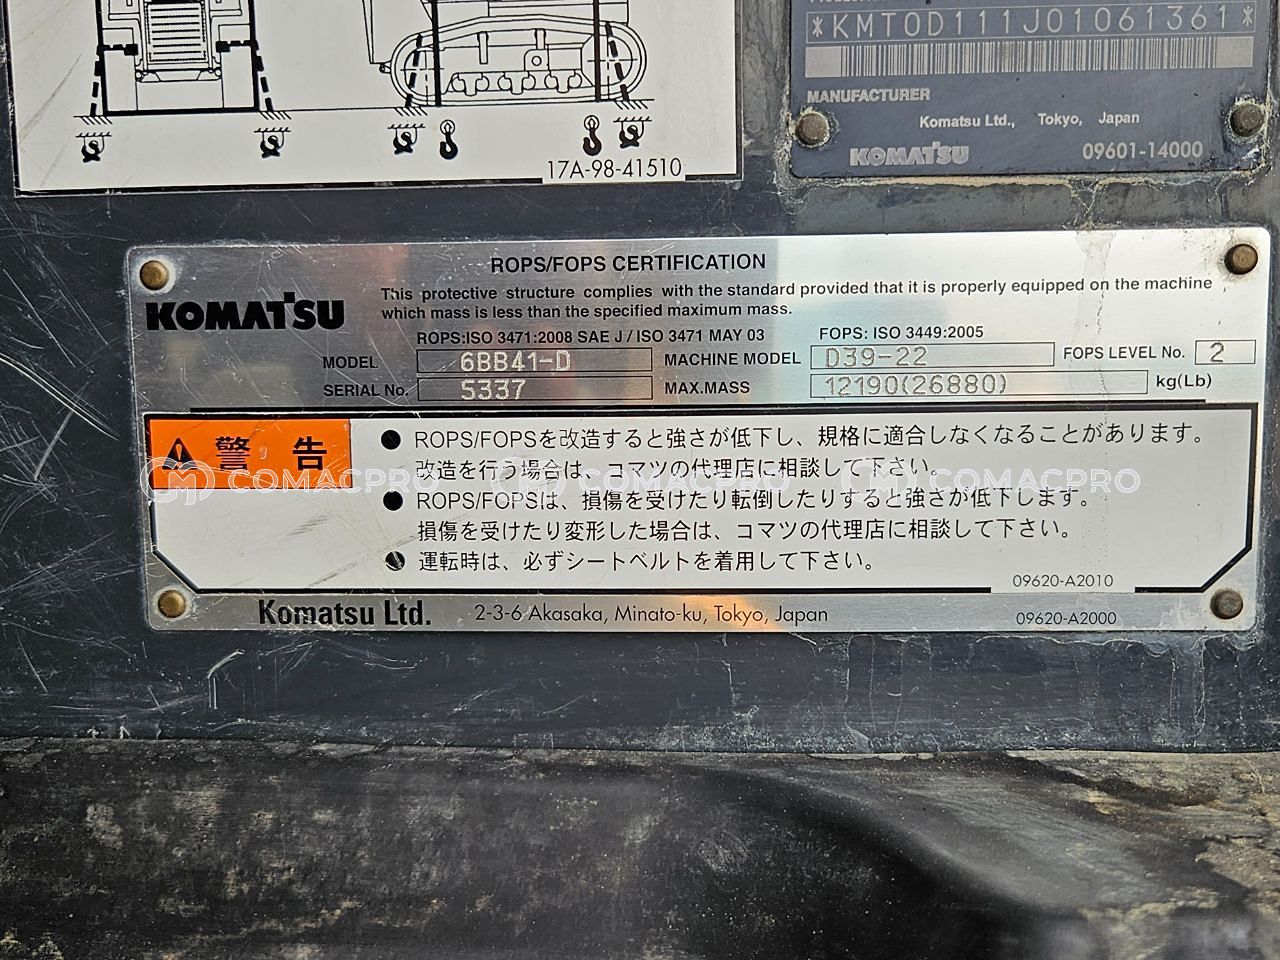 *KMT0D111J01061361*
MANUFACTURER
Komatsu Ltd., Tokyo, Japan
KOMATSU 09601-14000
17A-98-41510
ROPS/FOPS CERTIFICATION
KOMATSU
This protective structure complies with the standard provided that it is properly equipped on the machine
which mass is less than the specified maximum mass.
ROPS:ISO 3471:2008 SAE J / ISO 3471 MAY 03 FOPS: ISO 3449:2005
MODEL 6BB41-D MACHINE MODEL D39-22 FOPS LEVEL No. 2
SERIAL No. 5337 MAX.MASS 12190(26880) kg(Lb)
警 告
● ROPS/FOPSを改造すると強さが低下し、規格に適合しなくなることがあります。
改造を行う場合は、コマツの代理店に相談して下さい。
● ROPS/FOPSは、損傷を受けたり転倒したりすると強さが低下します。
損傷を受けたり変形した場合は、コマツの代理店に相談して下さい。
● 運転時は、必ずシートベルトを着用して下さい。
09620-A2010
Komatsu Ltd. 2-3-6 Akasaka, Minato-ku, Tokyo, Japan 09620-A2000
COMACPRO COMACPRO COMACPRO